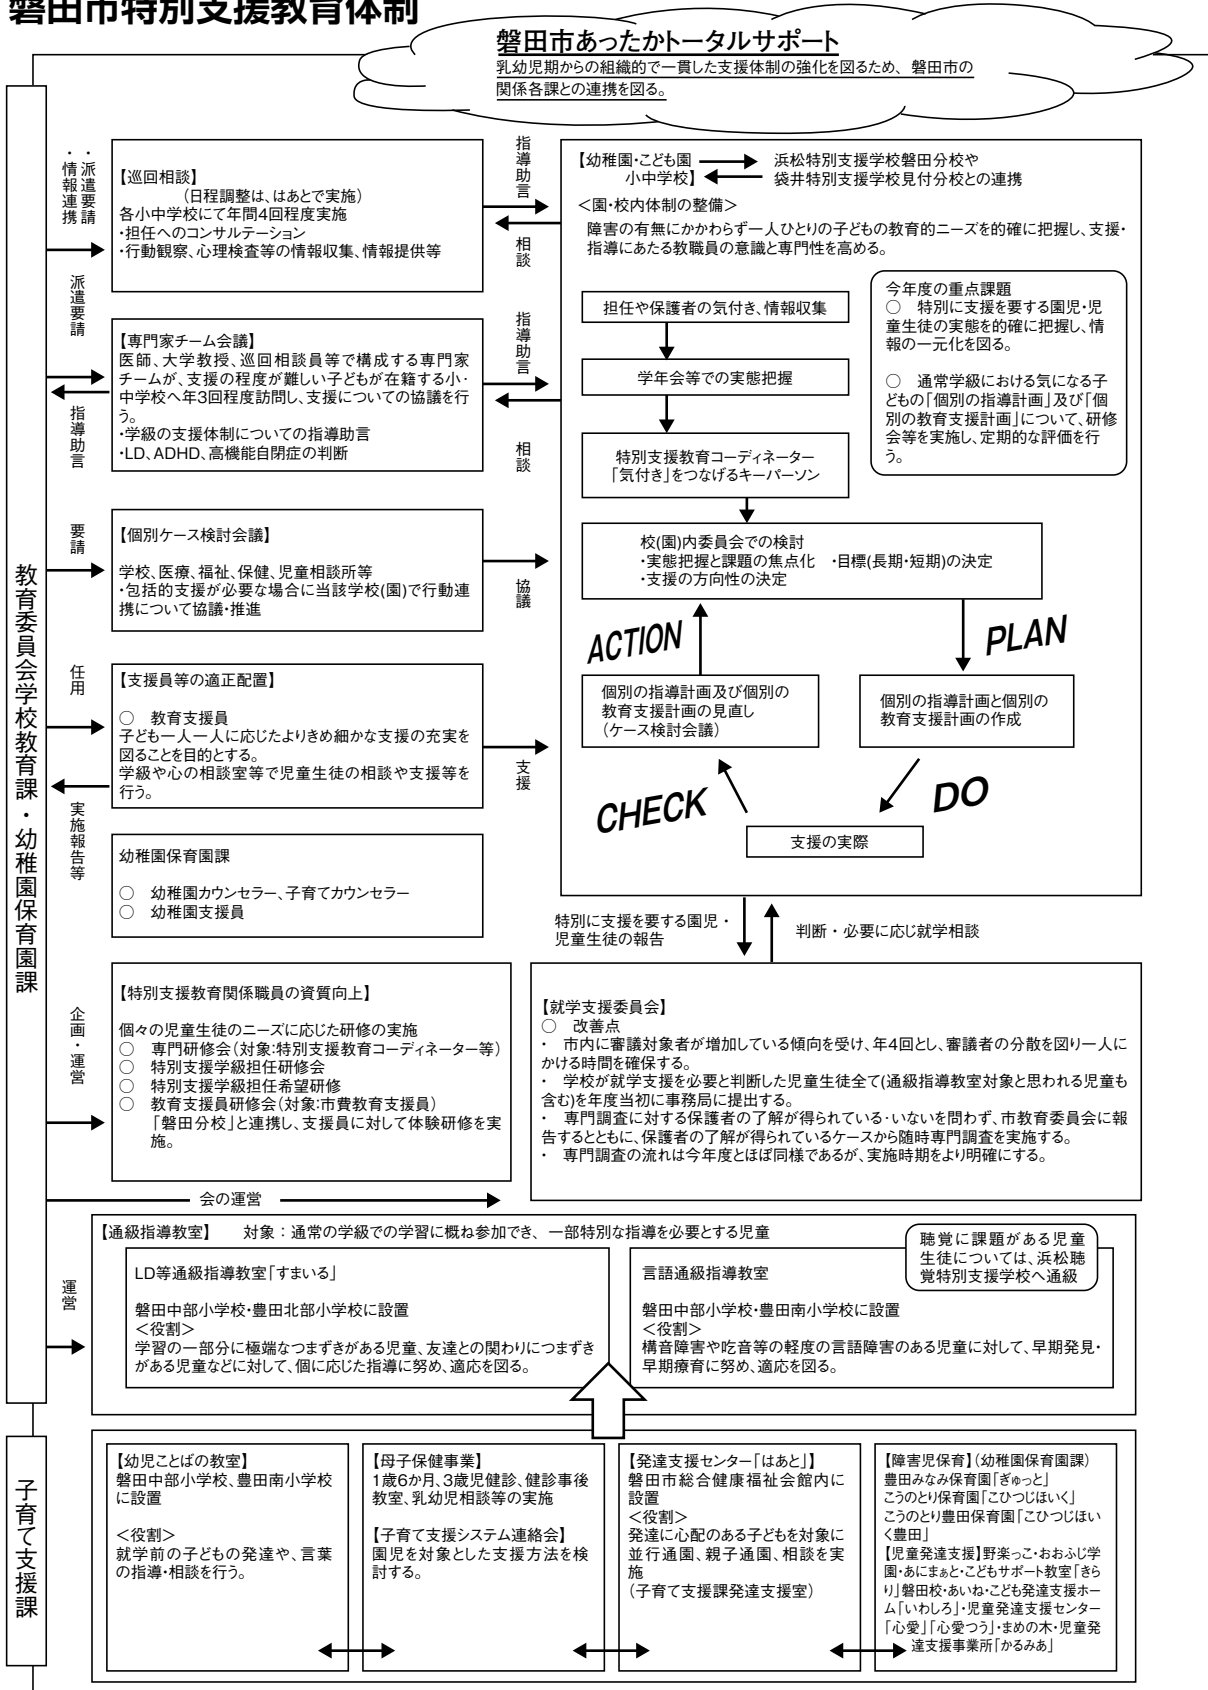 磐田市特別支援教育体制
磐田市あったかトータルサポート
乳幼児期からの組織的で一貫した支援体制の強化を図るため、磐田市の
関係各課との連携を図る。
教育委員会学校教育課・幼稚園保育園課
・派遣要請
・情報連携
【巡回相談】
(日程調整は、はあとで実施)
各小中学校にて年間4回程度実施
・担任へのコンサルテーション
・行動観察、心理検査等の情報収集、情報提供等
指導助言
相談
派遣要請
指導助言
【専門家チーム会議】
医師、大学教授、巡回相談員等で構成する専門家
チームが、支援の程度が難しい子どもが在籍する小・
中学校へ年3回程度訪問し、支援についての協議を行
う。
・学級の支援体制についての指導助言
・LD、ADHD、高機能自閉症の判断
指導助言
相談
要請
【個別ケース検討会議】
学校、医療、福祉、保健、児童相談所等
・包括的支援が必要な場合に当該学校(園)で行動連
携について協議・推進
協議
任用
【支援員等の適正配置】
○ 教育支援員
子ども一人一人に応じたよりきめ細かな支援の充実を
図ることを目的とする。
学級や心の相談室等で児童生徒の相談や支援等を
行う。
支援
実施報告等
幼稚園保育園課
○ 幼稚園カウンセラー、子育てカウンセラー
○ 幼稚園支援員
【幼稚園・こども園
小中学校】
浜松特別支援学校磐田分校や
袋井特別支援学校見付分校との連携
<園・校内体制の整備>
障害の有無にかかわらず一人ひとりの子どもの教育的ニーズを的確に把握し、支援・
指導にあたる教職員の意識と専門性を高める。
担任や保護者の気付き、情報収集
学年会等での実態把握
特別支援教育コーディネーター
「気付き」をつなげるキーパーソン
今年度の重点課題
○ 特別に支援を要する園児・児
童生徒の実態を的確に把握し、情
報の一元化を図る。
○ 通常学級における気になる子
どもの「個別の指導計画」及び「個
別の教育支援計画」について、研修
会等を実施し、定期的な評価を行
う。
校(園)内委員会での検討
・実態把握と課題の焦点化 ・目標(長期・短期)の決定
・支援の方向性の決定
ACTION
PLAN
個別の指導計画及び個別の
教育支援計画の見直し
(ケース検討会議)
個別の指導計画と個別の
教育支援計画の作成
CHECK
DO
支援の実際
特別に支援を要する園児・
児童生徒の報告
判断・必要に応じ就学相談
企画・運営
【特別支援教育関係職員の資質向上】
個々の児童生徒のニーズに応じた研修の実施
○ 専門研修会(対象:特別支援教育コーディネーター等)
○ 特別支援学級担任研修会
○ 特別支援学級担任希望研修
○ 教育支援員研修会(対象:市費教育支援員)
「磐田分校」と連携し、支援員に対して体験研修を実
施。
会の運営
【就学支援委員会】
○ 改善点
・ 市内に審議対象者が増加している傾向を受け、年4回とし、審議者の分散を図り一人に
かける時間を確保する。
・ 学校が就学支援を必要と判断した児童生徒全て(通級指導教室対象と思われる児童も
含む)を年度当初に事務局に提出する。
・ 専門調査に対する保護者の了解が得られている・いないを問わず、市教育委員会に報
告するとともに、保護者の了解が得られているケースから随時専門調査を実施する。
・ 専門調査の流れは今年度とほぼ同様であるが、実施時期をより明確にする。
運営
【通級指導教室】 対象：通常の学級での学習に概ね参加でき、一部特別な指導を必要とする児童
聴覚に課題がある児童
生徒については、浜松聴
覚特別支援学校へ通級
LD等通級指導教室「すまいる」
磐田中部小学校・豊田北部小学校に設置
<役割>
学習の一部分に極端なつまずきがある児童、友達との関わりにつまずき
がある児童などに対して、個に応じた指導に努め、適応を図る。
言語通級指導教室
磐田中部小学校・豊田南小学校に設置
<役割>
構音障害や吃音等の軽度の言語障害のある児童に対して、早期発見・
早期療育に努め、適応を図る。
子育て支援課
【幼児ことばの教室】
磐田中部小学校、豊田南小学校
に設置
<役割>
就学前の子どもの発達や、言葉
の指導・相談を行う。
【母子保健事業】
1歳6か月、3歳児健診、健診事後
教室、乳幼児相談等の実施
【子育て支援システム連絡会】
園児を対象とした支援方法を検
討する。
【発達支援センター「はあと」】
磐田市総合健康福祉会館内に
設置
<役割>
発達に心配のある子どもを対象に
並行通園、親子通園、相談を実
施
(子育て支援課発達支援室)
【障害児保育】(幼稚園保育園課)
豊田みなみ保育園「ぎゅっと」
こうのとり保育園「こひつじほいく」
こうのとり豊田保育園「こひつじほい
く豊田」
【児童発達支援】野楽っこ・おおふじ学
園・あにまぁと・こどもサポート教室「きら
り」磐田校・あいね・こども発達支援ホー
ム「いわしろ」・児童発達支援センター
「心愛」「心愛つう」・まめの木・児童発
達支援事業所「かるみあ」